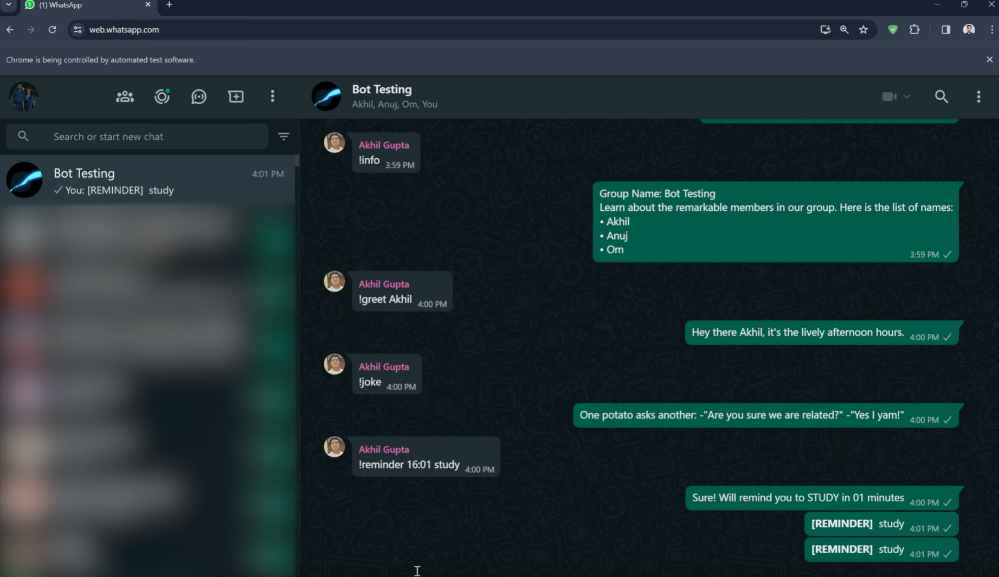 (1) WhatsApp
web.whatsapp.com
Chrome is being controlled by automated test software.
Search or start new chat
Bot Testing
4:01 PM
You: [REMINDER] study
Bot Testing
Akhil, Anuj, Om, You
Akhil Gupta
!info 3:59 PM
Group Name: Bot Testing
Learn about the remarkable members in our group. Here is the list of names:
• Akhil
• Anuj
• Om
3:59 PM
Akhil Gupta
!greet Akhil 4:00 PM
Hey there Akhil, it's the lively afternoon hours. 4:00 PM
Akhil Gupta
!joke 4:00 PM
One potato asks another: -"Are you sure we are related?" -"Yes I yam!" 4:00 PM
Akhil Gupta
!reminder 16:01 study 4:00 PM
Sure! Will remind you to STUDY in 01 minutes 4:00 PM
[REMINDER] study 4:01 PM
[REMINDER] study 4:01 PM